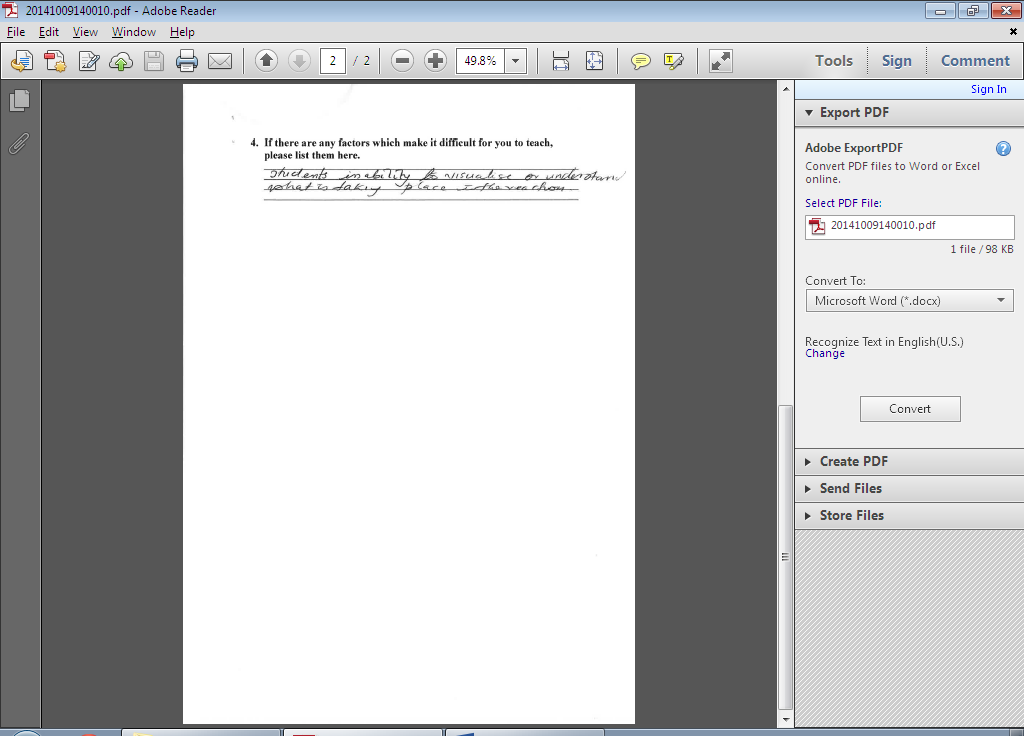 20141009140010.pdf - Adobe Reader
File Edit View Window Help
2 / 2 49.8% Tools Sign Comment
Sign In
Export PDF
Adobe ExportPDF
Convert PDF files to Word or Excel
online.
Select PDF File:
20141009140010.pdf
1 file / 98 KB
Convert To:
Microsoft Word (*.docx)
Recognize Text in English(U.S.)
Change
Convert
Create PDF
Send Files
Store Files
4. If there are any factors which make it difficult for you to teach,
please list them here.
Students inability to visualise or understand
what is taking place in the reaction.